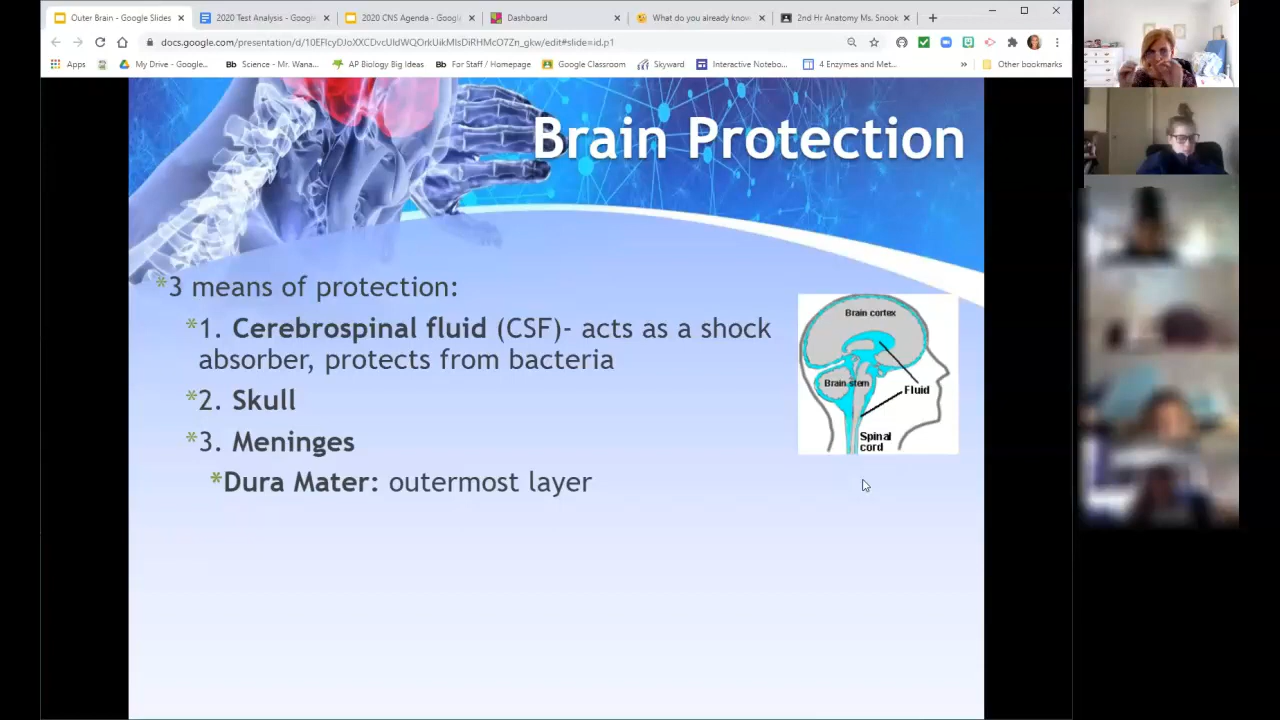 Outer Brain - Google Slides
2020 Test Analysis - Googl
2020 CNS Agenda - Googl
Dashboard
What do you already know
2nd Hr Anatomy Ms. Snook
Apps
My Drive - Google...
Bb Science - Mr. Wana...
AP Biology Big Ideas
Bb For Staff / Homepage
Google Classroom
Skyward
Interactive Notebo...
4 Enzymes and Met...
»
Other bookmarks
Brain Protection
*3 means of protection:
*1. Cerebrospinal fluid (CSF)- acts as a shock
absorber, protects from bacteria
*2. Skull
*3. Meninges
*Dura Mater: outermost layer
Brain cortex
Brain stem
Fluid
Spinal
cord